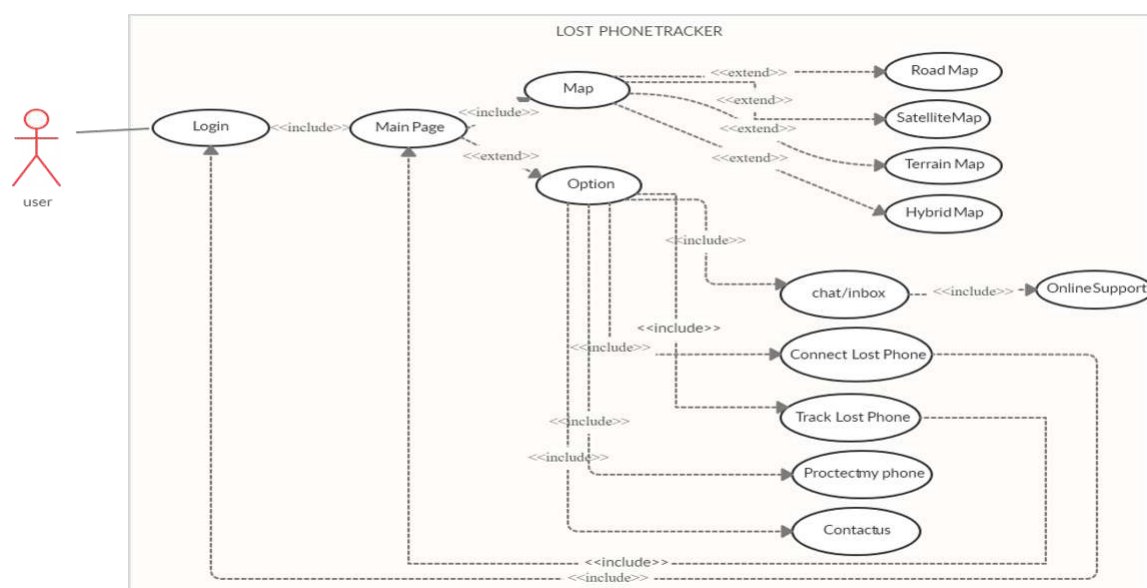 LOST PHONETRACKER
Road Map
<<extend>>
Map
<<extend>>
SatelliteMap
<<include>>
Login
<<include>>
Main Page
<<extend>>
<<extend>>
<<extend>>
Terrain Map
Option
user
Hybrid Map
<<include>>
chat/inbox
<<include>>
OnlineSupport
<<include>>
<<include>>
Connect Lost Phone
Track Lost Phone
<<include>>
<<include>>
Proctectmy phone
Contactus
<<include>>
<<include>>